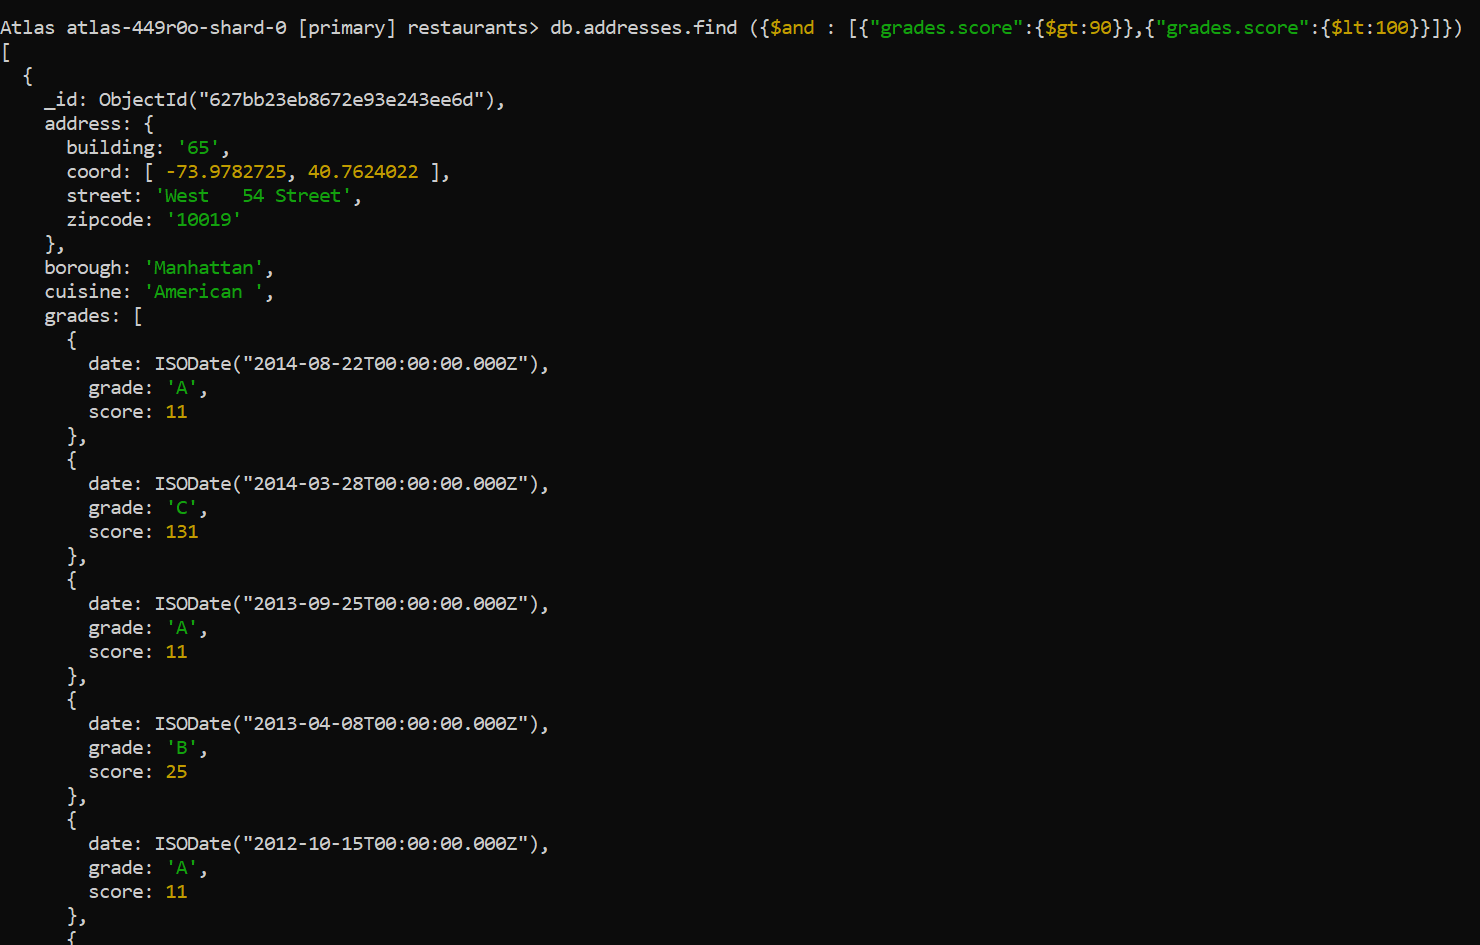 Atlas atlas-449r0o-shard-0 [primary] restaurants> db.addresses.find ({$and : [{"grades.score":{$gt:90}},{"grades.score":{$lt:100}}]})
[
  {
    _id: ObjectId("627bb23eb8672e93e243ee6d"),
    address: {
      building: '65',
      coord: [ -73.9782725, 40.7624022 ],
      street: 'West   54 Street',
      zipcode: '10019'
    },
    borough: 'Manhattan',
    cuisine: 'American ',
    grades: [
      {
        date: ISODate("2014-08-22T00:00:00.000Z"),
        grade: 'A',
        score: 11
      },
      {
        date: ISODate("2014-03-28T00:00:00.000Z"),
        grade: 'C',
        score: 131
      },
      {
        date: ISODate("2013-09-25T00:00:00.000Z"),
        grade: 'A',
        score: 11
      },
      {
        date: ISODate("2013-04-08T00:00:00.000Z"),
        grade: 'B',
        score: 25
      },
      {
        date: ISODate("2012-10-15T00:00:00.000Z"),
        grade: 'A',
        score: 11
      },
      {